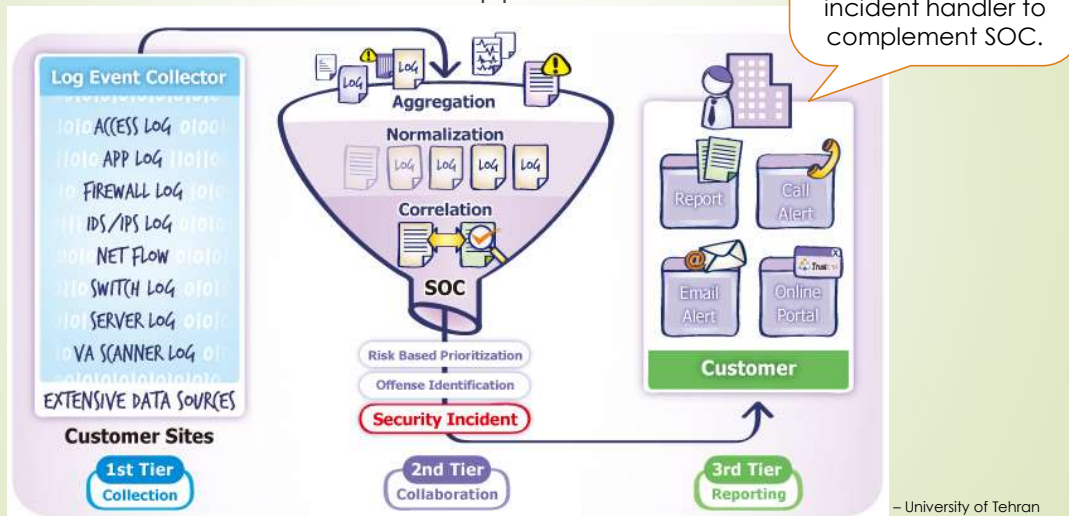 incident handler to
complement SOC.
Log Event Collector
ACCESS LOG
APP LOG
FIREWALL LOG
IDS/IPS LOG
NET FLOW
SWITCH LOG
SERVER LOG
VA SCANNER LOG
EXTENSIVE DATA SOURCES
Customer Sites
1st Tier
Collection
LOG
LOG
Aggregation
Normalization
LOG
LOG
LOG
LOG
Correlation
SOC
Risk Based Prioritization
Offense Identification
Security Incident
2nd Tier
Collaboration
Report
Call
Alert
Email
Alert
Online
Portal
Customer
3rd Tier
Reporting
– University of Tehran